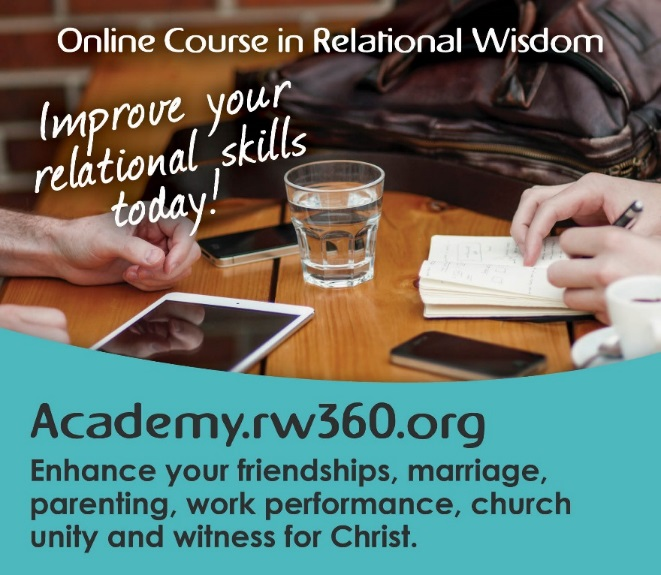 Online Course in Relational Wisdom
Improve your
relational skills
today!
Academy.rw360.org
Enhance your friendships, marriage,
parenting, work performance, church
unity and witness for Christ.